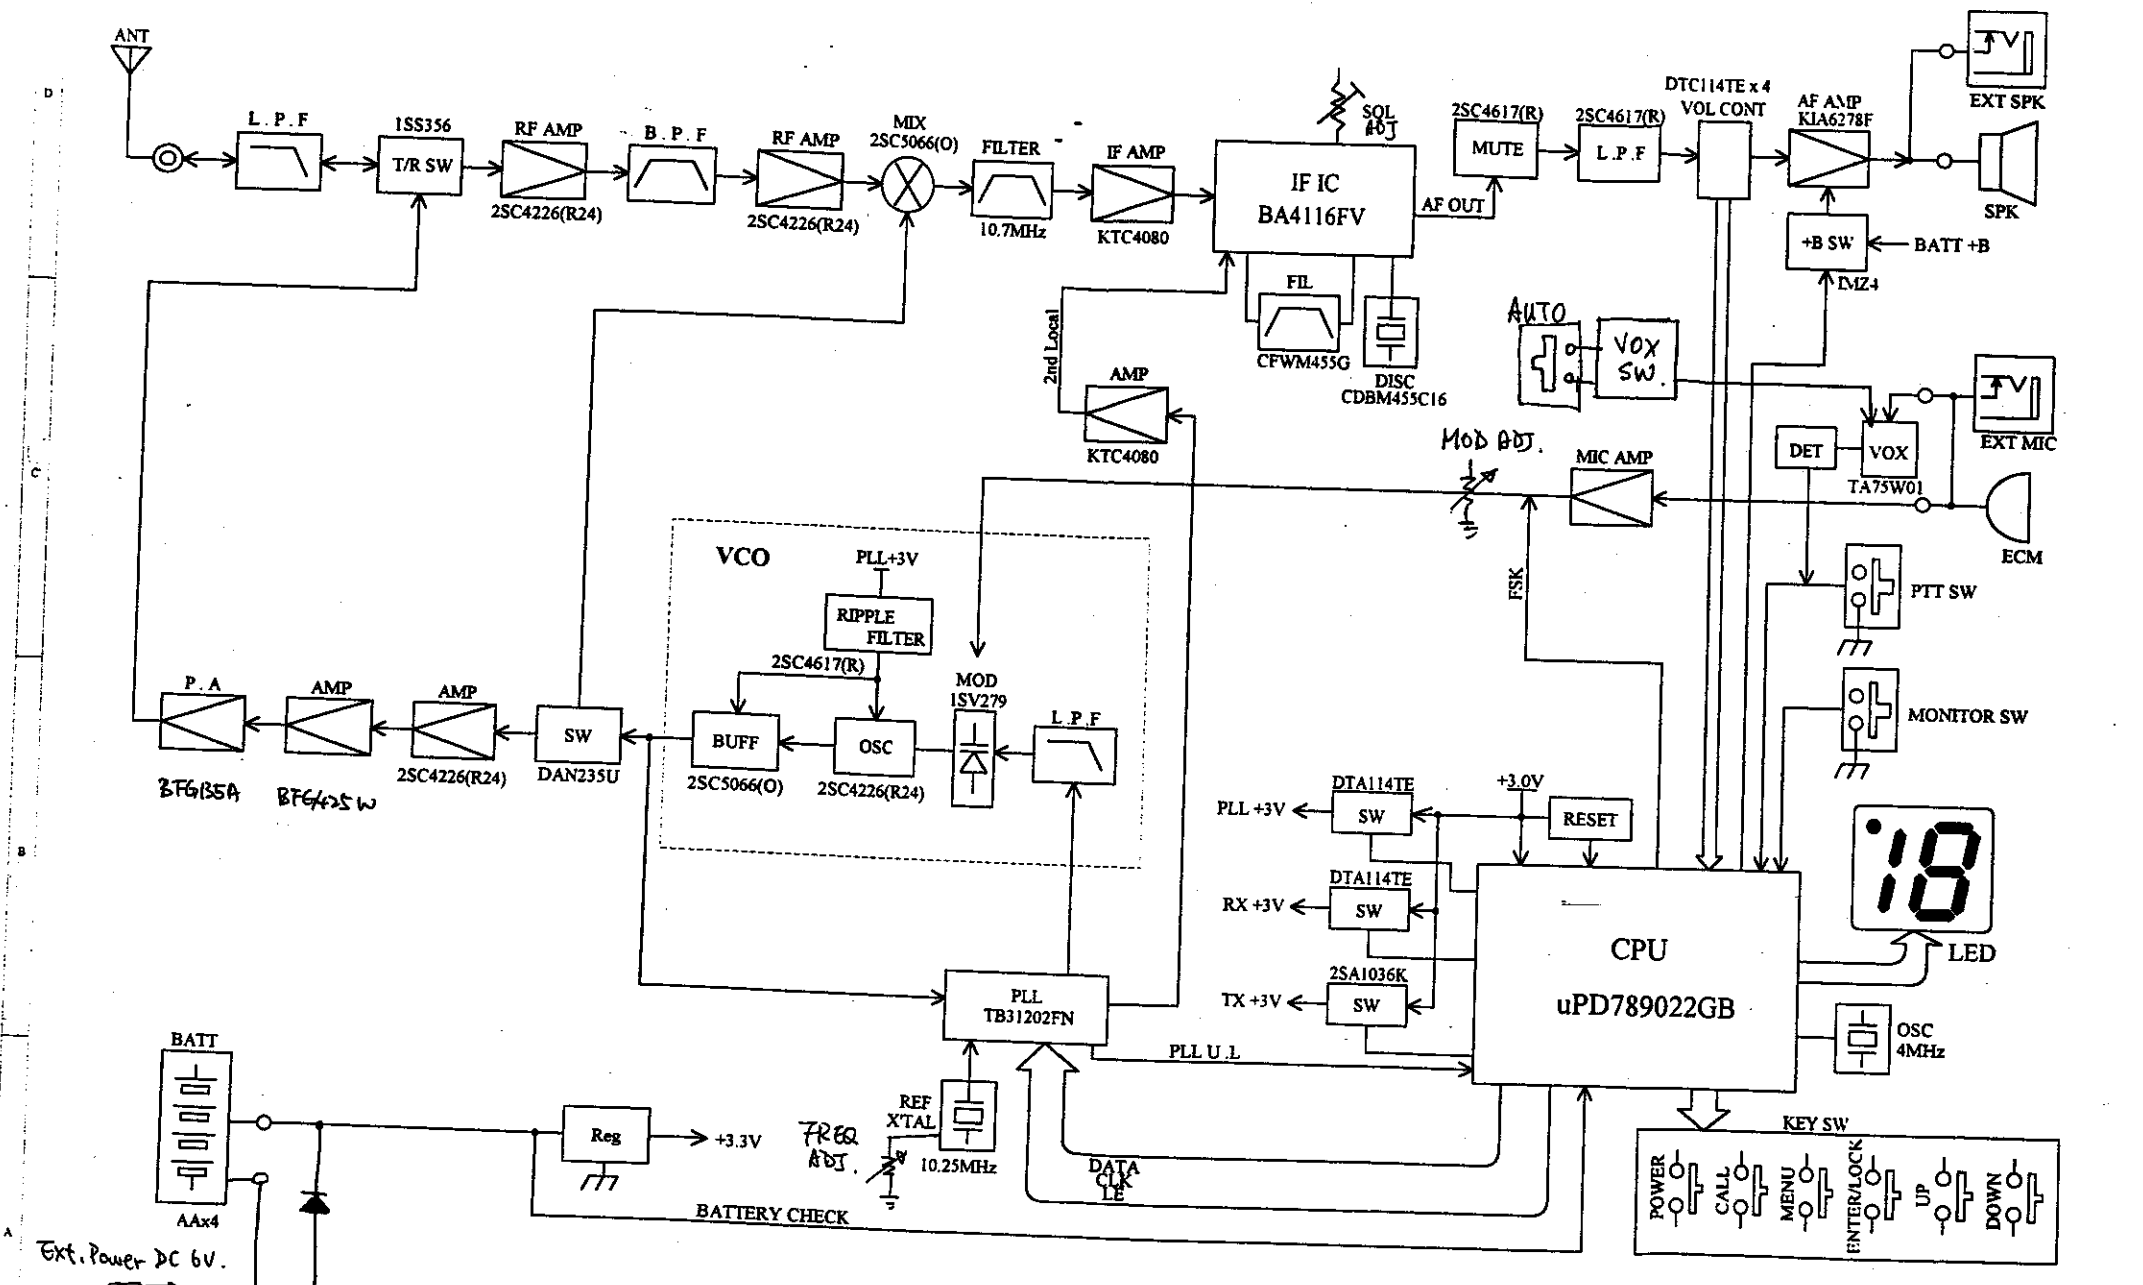 ANT
D
L.P.F
1SS356
T/R SW
RF AMP
2SC4226(R24)
B.P.F
RF AMP
2SC4226(R24)
MIX
2SC5066(O)
FILTER
10.7MHz
IF AMP
KTC4080
SQL
ADJ
IF IC
BA4116FV
AF OUT
2SC4617(R)
MUTE
2SC4617(R)
L.P.F
DTC114TE x 4
VOL CONT
AF AMP
KIA6278F
EXT SPK
SPK
+B SW
BATT +B
IMZ4
FIL
CFWM455G
DISC
CDBM455C16
2nd Local
AMP
KTC4080
AUTO
VOX
SW.
MOD ADJ.
MIC AMP
DET
VOX
TA75W01
EXT MIC
ECM
C
FSK
PTT SW
MONITOR SW
VCO
PLL+3V
RIPPLE
FILTER
2SC4617(R)
MOD
1SV279
L.P.F
P.A
BFG135A
AMP
BFG425W
AMP
2SC4226(R24)
SW
DAN235U
BUFF
2SC5066(O)
OSC
2SC4226(R24)
DTA114TE
PLL +3V
SW
+3.0V
RESET
DTA114TE
RX +3V
SW
2SA1036K
TX +3V
SW
CPU
uPD789022GB
18
LED
B
PLL
TB31202FN
PLL U.L
OSC
4MHz
REF
X'TAL
10.25MHz
FREQ
ADJ.
DATA
CLK
LE
BATT
AAx4
Reg
+3.3V
BATTERY CHECK
KEY SW
POWER
CALL
MENU
ENTER/LOCK
UP
DOWN
A
Ext. Power DC 6V.